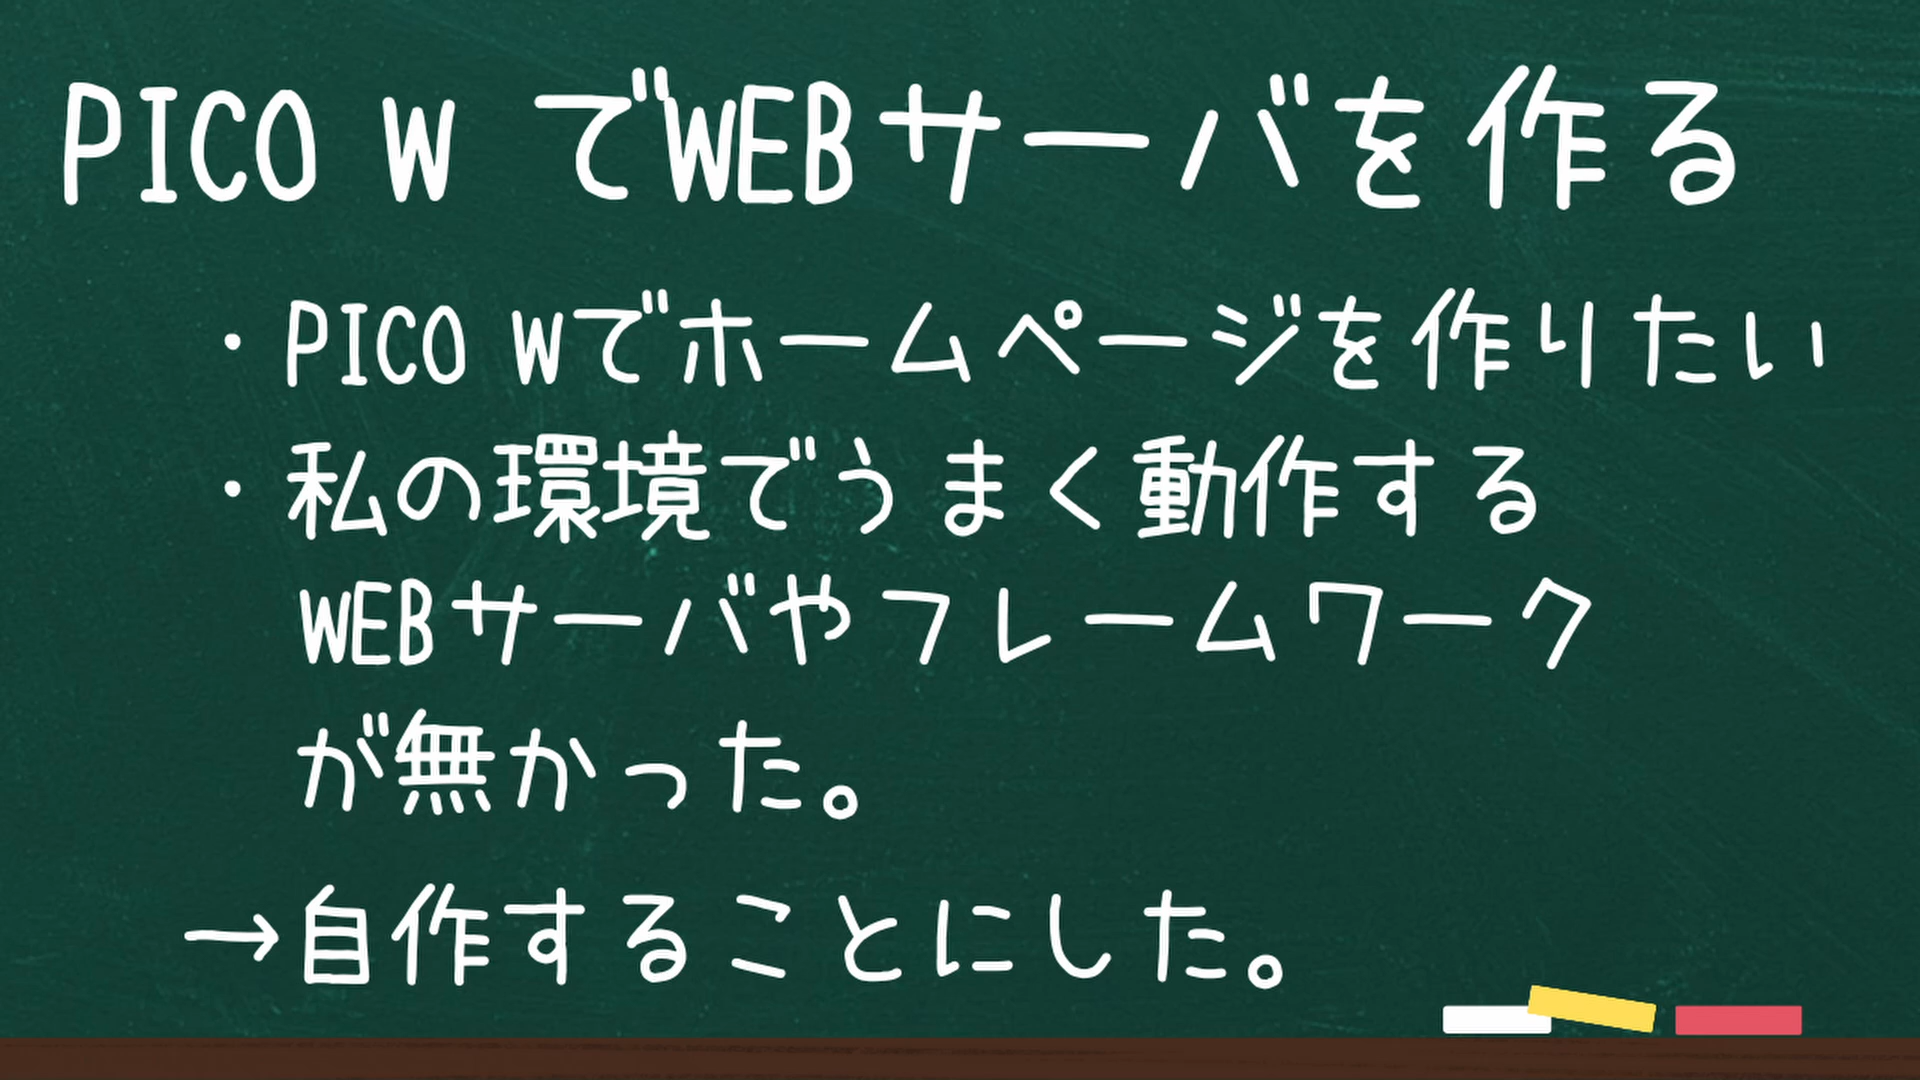 PICO W でWEBサーバを作る
・PICO Wでホームページを作りたい
・私の環境でうまく動作する
WEBサーバやフレームワーク
が無かった。
→自作することにした。